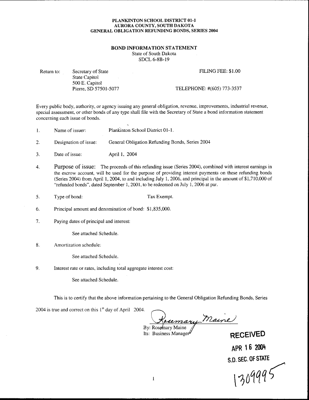 PLANKINTON SCHOOL DISTRICT 01-1
AURORA COUNTY, SOUTH DAKOTA
GENERAL OBLIGATION REFUNDING BONDS, SERIES 2004
BOND INFORMATION STATEMENT
State of South Dakota
SDCL 6-8B-19
Return to: Secretary of State FILING FEE: $1.00
State Capitol
500 E. Capitol
Pierre, SD 57501-5077 TELEPHONE: #(605) 773-3537
Every public body, authority, or agency issuing any general obligation, revenue, improvements, industrial revenue,
special assessment, or other bonds of any type shall file with the Secretary of State a bond information statement
concerning each issue of bonds.
1. Name of issuer: Plankinton School District 01-1.
2. Designation of issue: General Obligation Refunding Bonds, Series 2004
3. Date of issue: April 1, 2004
4. Purpose of issue: The proceeds of this refunding issue (Series 2004), combined with interest earnings in
the escrow account, will be used for the purpose of providing interest payments on these refunding bonds
(Series 2004) from April 1, 2004, to and including July 1, 2006, and principal in the amount of $1,710,000 of
"refunded bonds", dated September 1, 2001, to be redeemed on July 1, 2006 at par.
5. Type of bond: Tax Exempt.
6. Principal amount and denomination of bond: $1,835,000.
7. Paying dates of principal and interest:
See attached Schedule.
8. Amortization schedule:
See attached Schedule.
9. Interest rate or rates, including total aggregate interest cost:
See attached Schedule.
This is to certify that the above information pertaining to the General Obligation Refunding Bonds, Series
2004 is true and correct on this 1st day of April 2004.
Rosemary Maine
By: Rosemary Maine
Its: Business Manager
RECEIVED
APR 16 2004
S.D. SEC. OF STATE
1309995
1